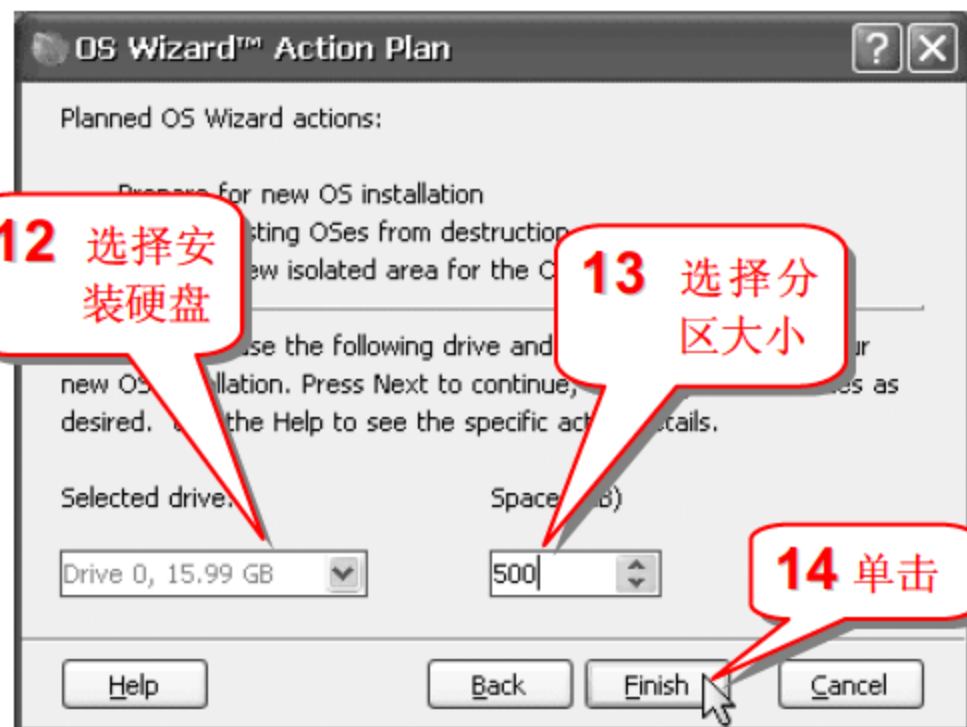 OS Wizard™ Action Plan
Planned OS Wizard actions:
Prepare for new OS installation
sting OSes from destruction
ew isolated area for the O
12 选择安
装硬盘
13 选择分
区大小
se the following drive and ur
new OS llation. Press Next to continue, es as
desired. the Help to see the specific act tails.
Selected drive: Space B)
Drive 0, 15.99 GB 500
14 单击
Help Back Finish Cancel